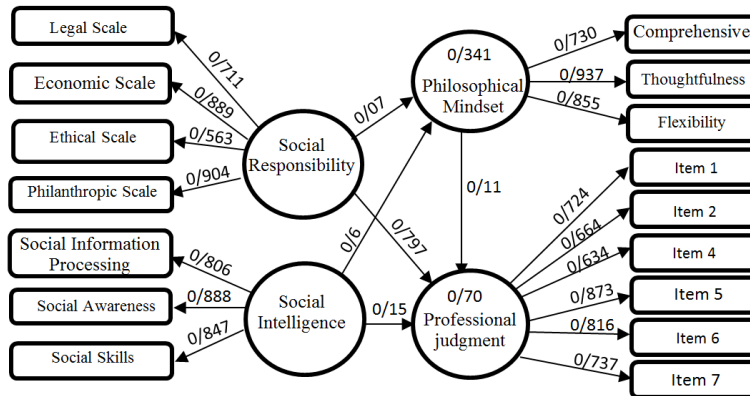 Legal Scale
Economic Scale
Ethical Scale
Philanthropic Scale
Social Information
Processing
Social Awareness
Social Skills
0/711
0/889
0/563
0/904
0/806
0/888
0/847
Social
Responsibility
Social
Intelligence
0/07
0/6
0/797
0/15
0/341
Philosophical
Mindset
0/11
0/70
Professional
judgment
0/730
0/937
0/855
0/724
0/664
0/634
0/873
0/816
0/737
Comprehensive
Thoughtfulness
Flexibility
Item 1
Item 2
Item 4
Item 5
Item 6
Item 7